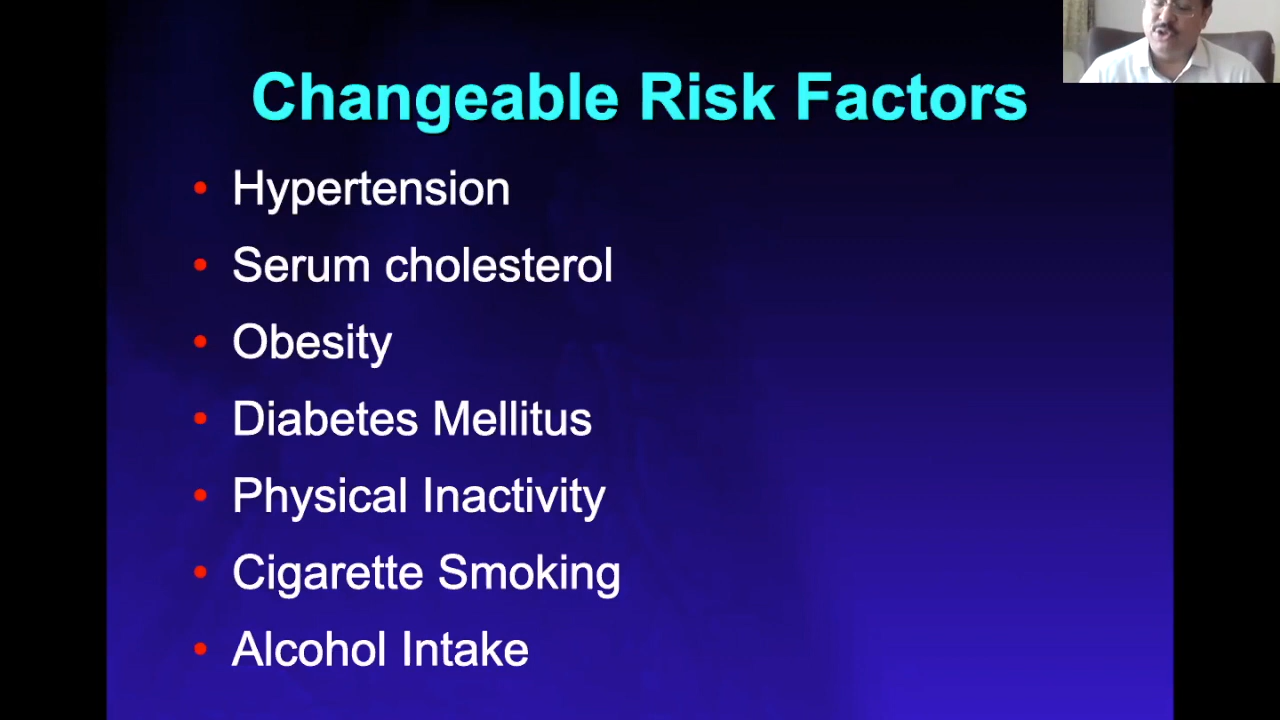 Changeable Risk Factors
• Hypertension
• Serum cholesterol
• Obesity
• Diabetes Mellitus
• Physical Inactivity
• Cigarette Smoking
• Alcohol Intake